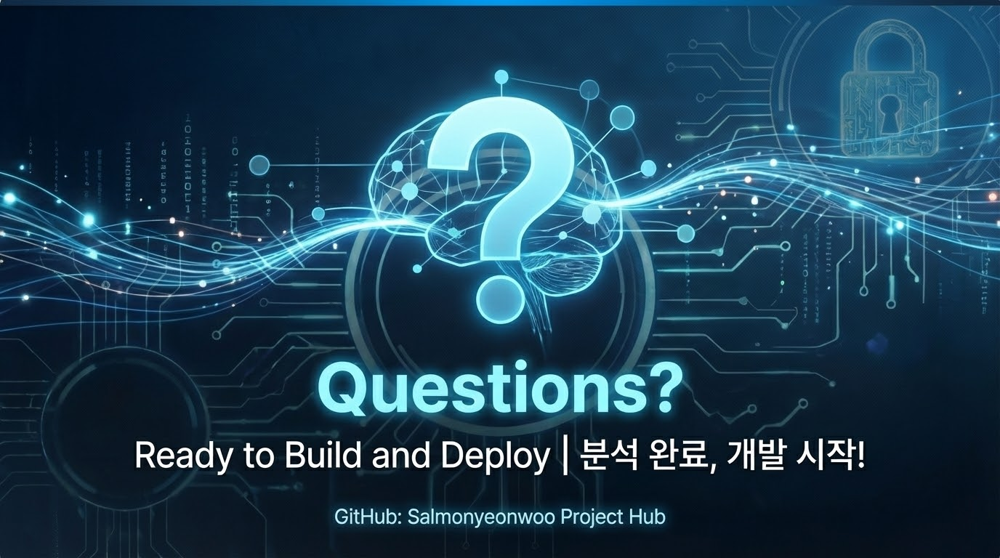 ?
Questions?
Ready to Build and Deploy | 분석 완료, 개발 시작!
GitHub: Salmonyeonwoo Project Hub